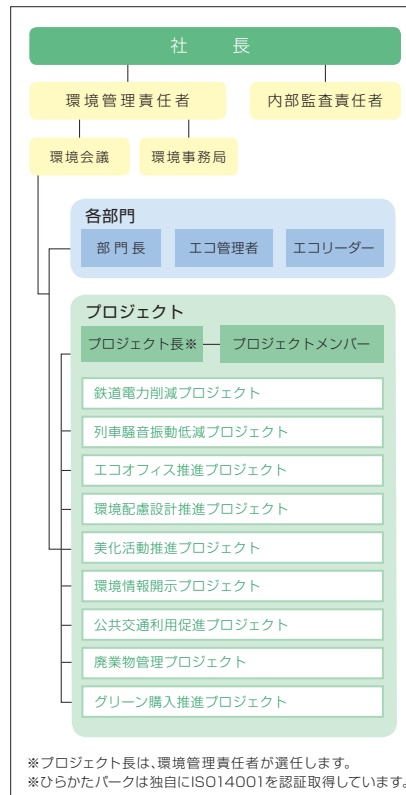 社長
環境管理責任者
内部監査責任者
環境会議
環境事務局
各部門
部門長
エコ管理者
エコリーダー
プロジェクト
プロジェクト長※
プロジェクトメンバー
鉄道電力削減プロジェクト
列車騒音振動低減プロジェクト
エコオフィス推進プロジェクト
環境配慮設計推進プロジェクト
美化活動推進プロジェクト
環境情報開示プロジェクト
公共交通利用促進プロジェクト
廃棄物管理プロジェクト
グリーン購入推進プロジェクト
※プロジェクト長は、環境管理責任者が選任します。
※ひらかたパークは独自にISO14001を認証取得しています。